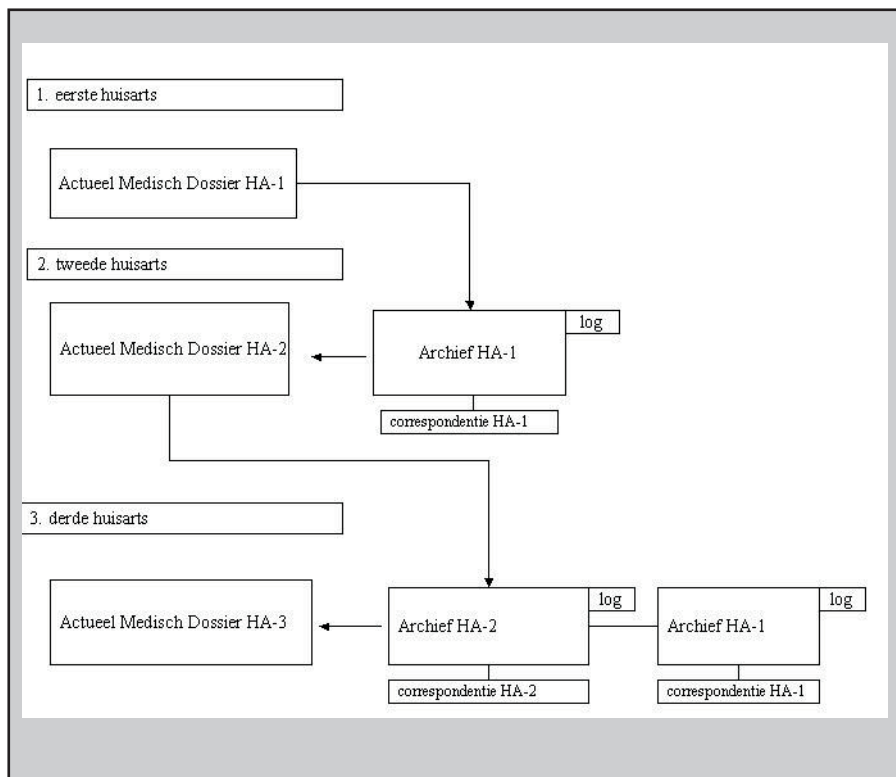 1. eerste huisarts
Actueel Medisch Dossier HA-1
2. tweede huisarts
log
Actueel Medisch Dossier HA-2
Archief HA-1
correspondentie HA-1
3. derde huisarts
log
log
Actueel Medisch Dossier HA-3
Archief HA-2
Archief HA-1
correspondentie HA-2
correspondentie HA-1